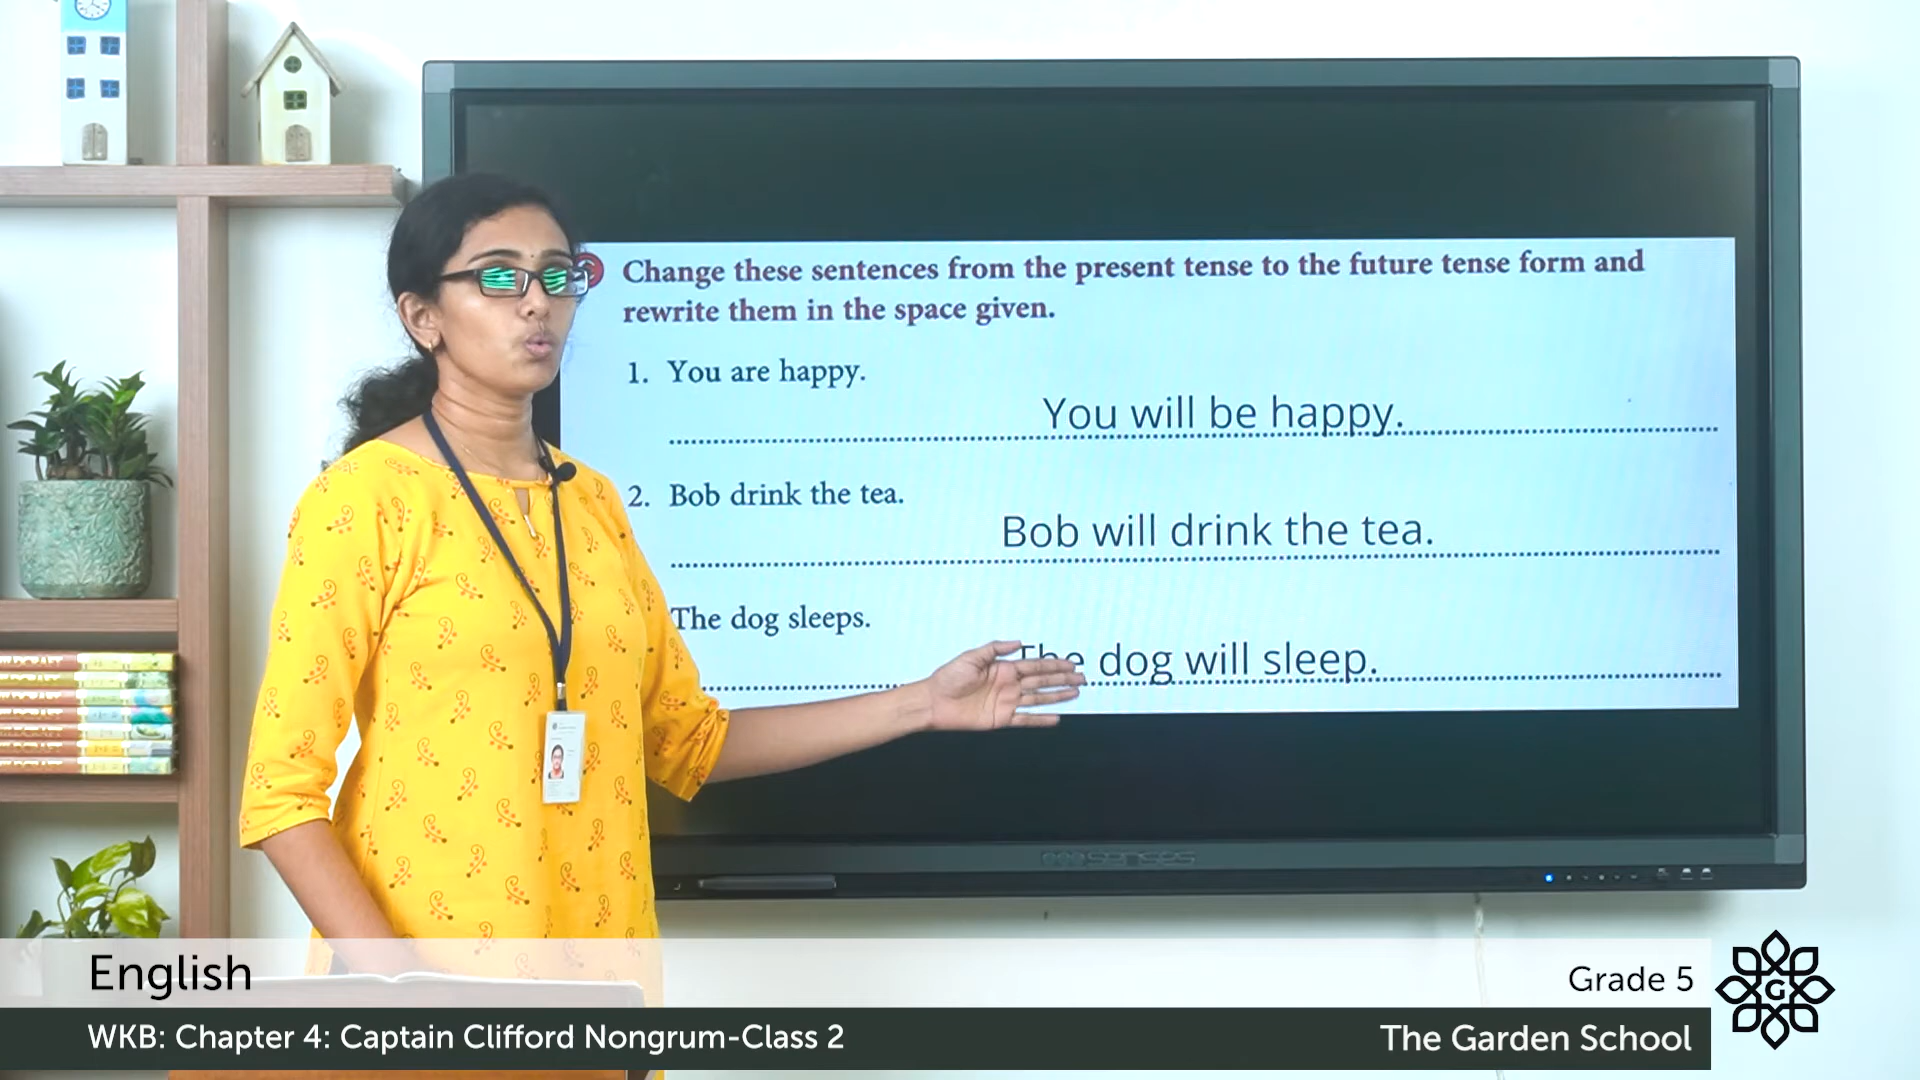 Change these sentences from the present tense to the future tense form and
rewrite them in the space given.
1. You are happy.
You will be happy.
2. Bob drink the tea.
Bob will drink the tea.
The dog sleeps.
The dog will sleep.
English
Grade 5
G
WKB: Chapter 4: Captain Clifford Nongrum-Class 2
The Garden School